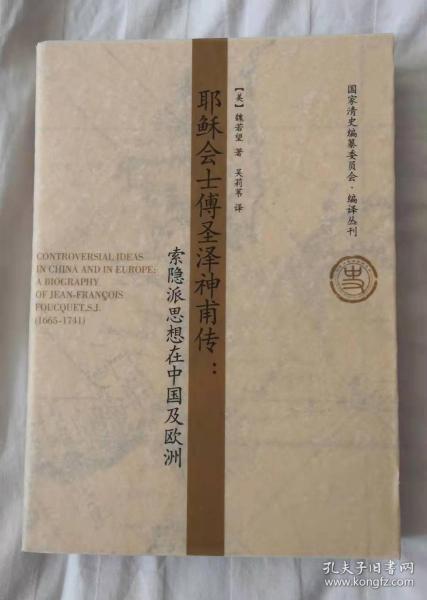 国家清史编纂委员会·编译丛刊
【美】魏若望 著 吴莉苇 译
耶稣会士傅圣泽神甫传：
索隐派思想在中国及欧洲
CONTROVERSIAL IDEAS
IN CHINA AND IN EUROPE:
A BIOGRAPHY
OF JEAN-FRANÇOIS
FOUCQUET,S.J.
(1665-1741)
孔夫子旧书网
www.kongfz.com